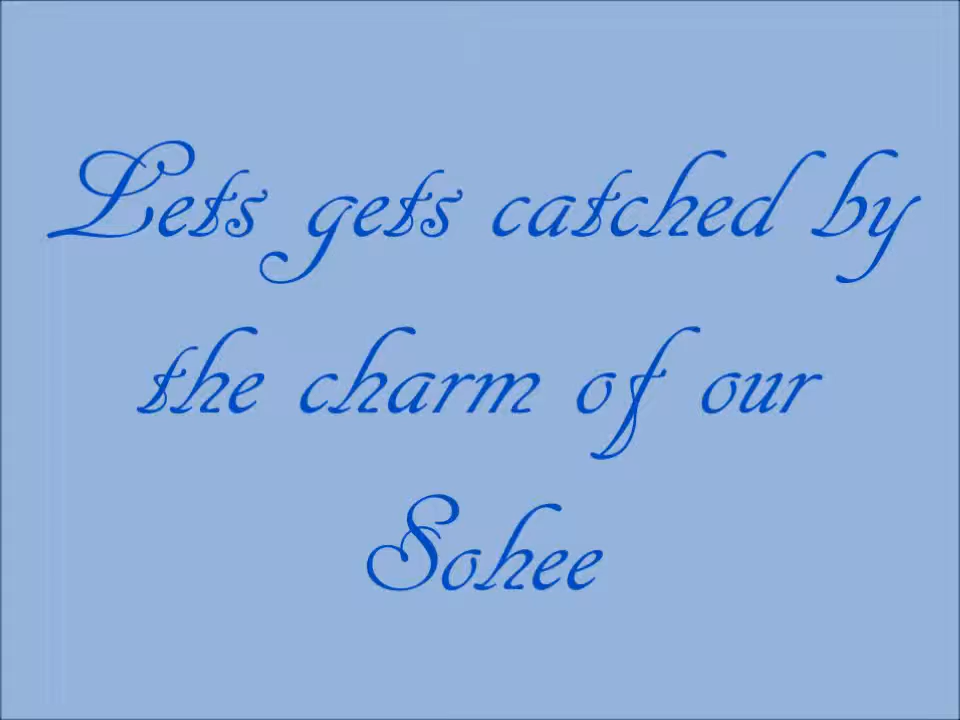 Lets gets catched by
the charm of our
Sohee